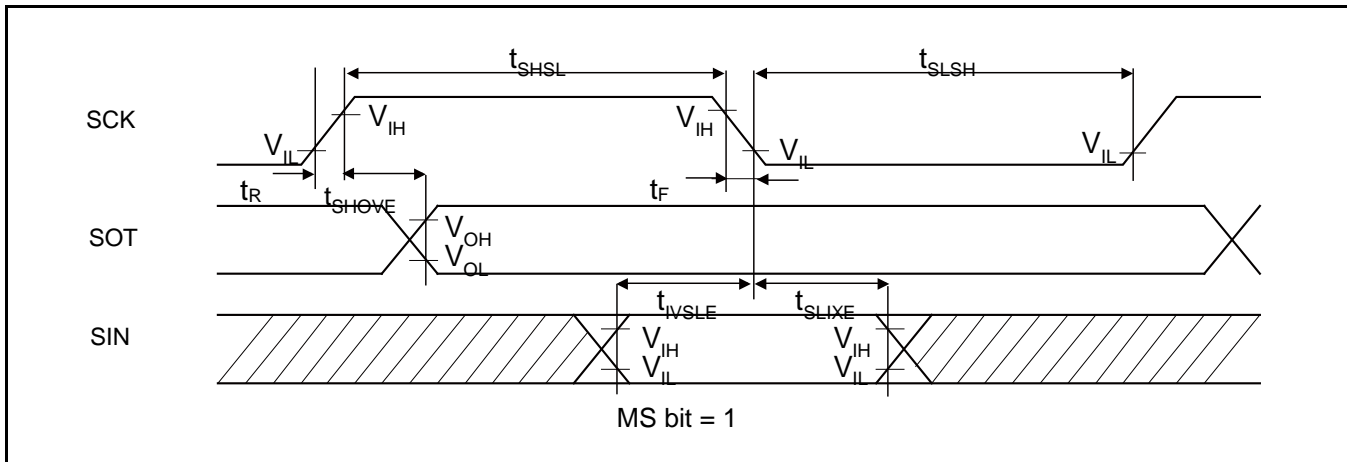 tSHSL
tSLSH
SCK
VIH
VIH
VIL
VIL
VIL
tR
tSHOVE
tF
SOT
VOH
VOL
tIVSLE
tSLIXE
SIN
VIH
VIH
VIL
VIL
MS bit = 1